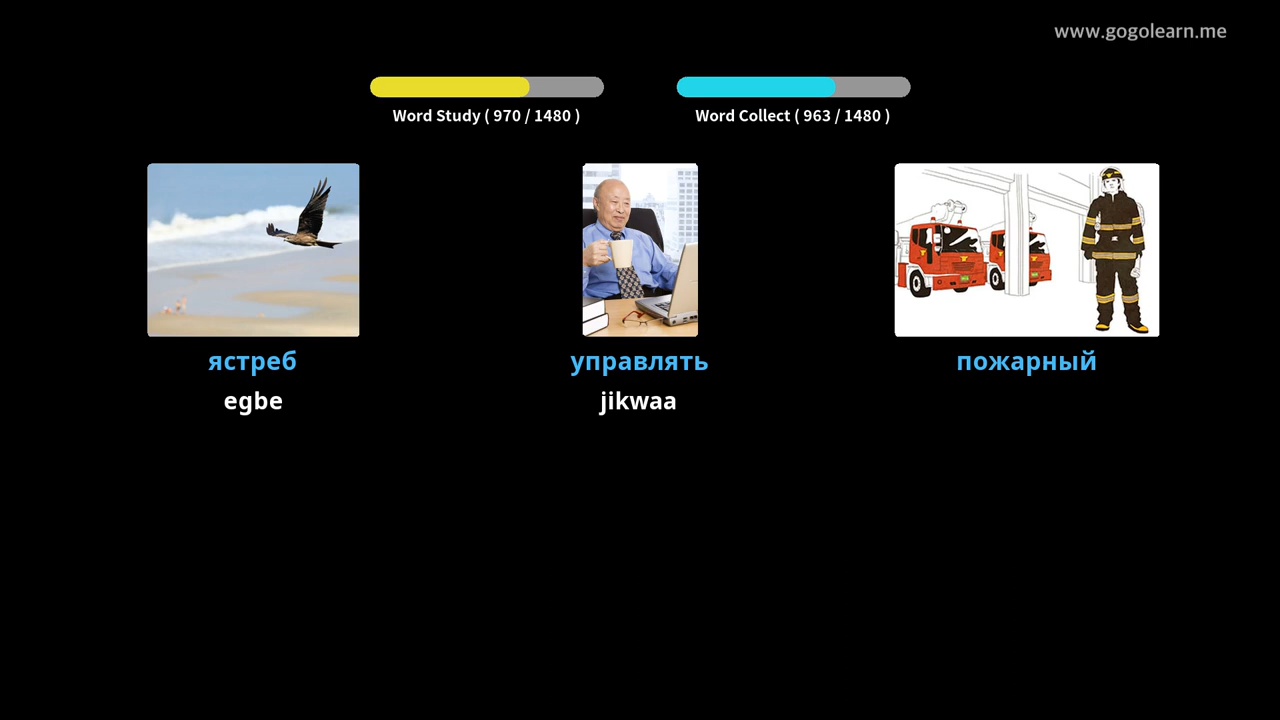 www.gogolearn.me
Word Study ( 970 / 1480 )
Word Collect ( 963 / 1480 )
ястреб
egbe
управлять
jikwaa
пожарный